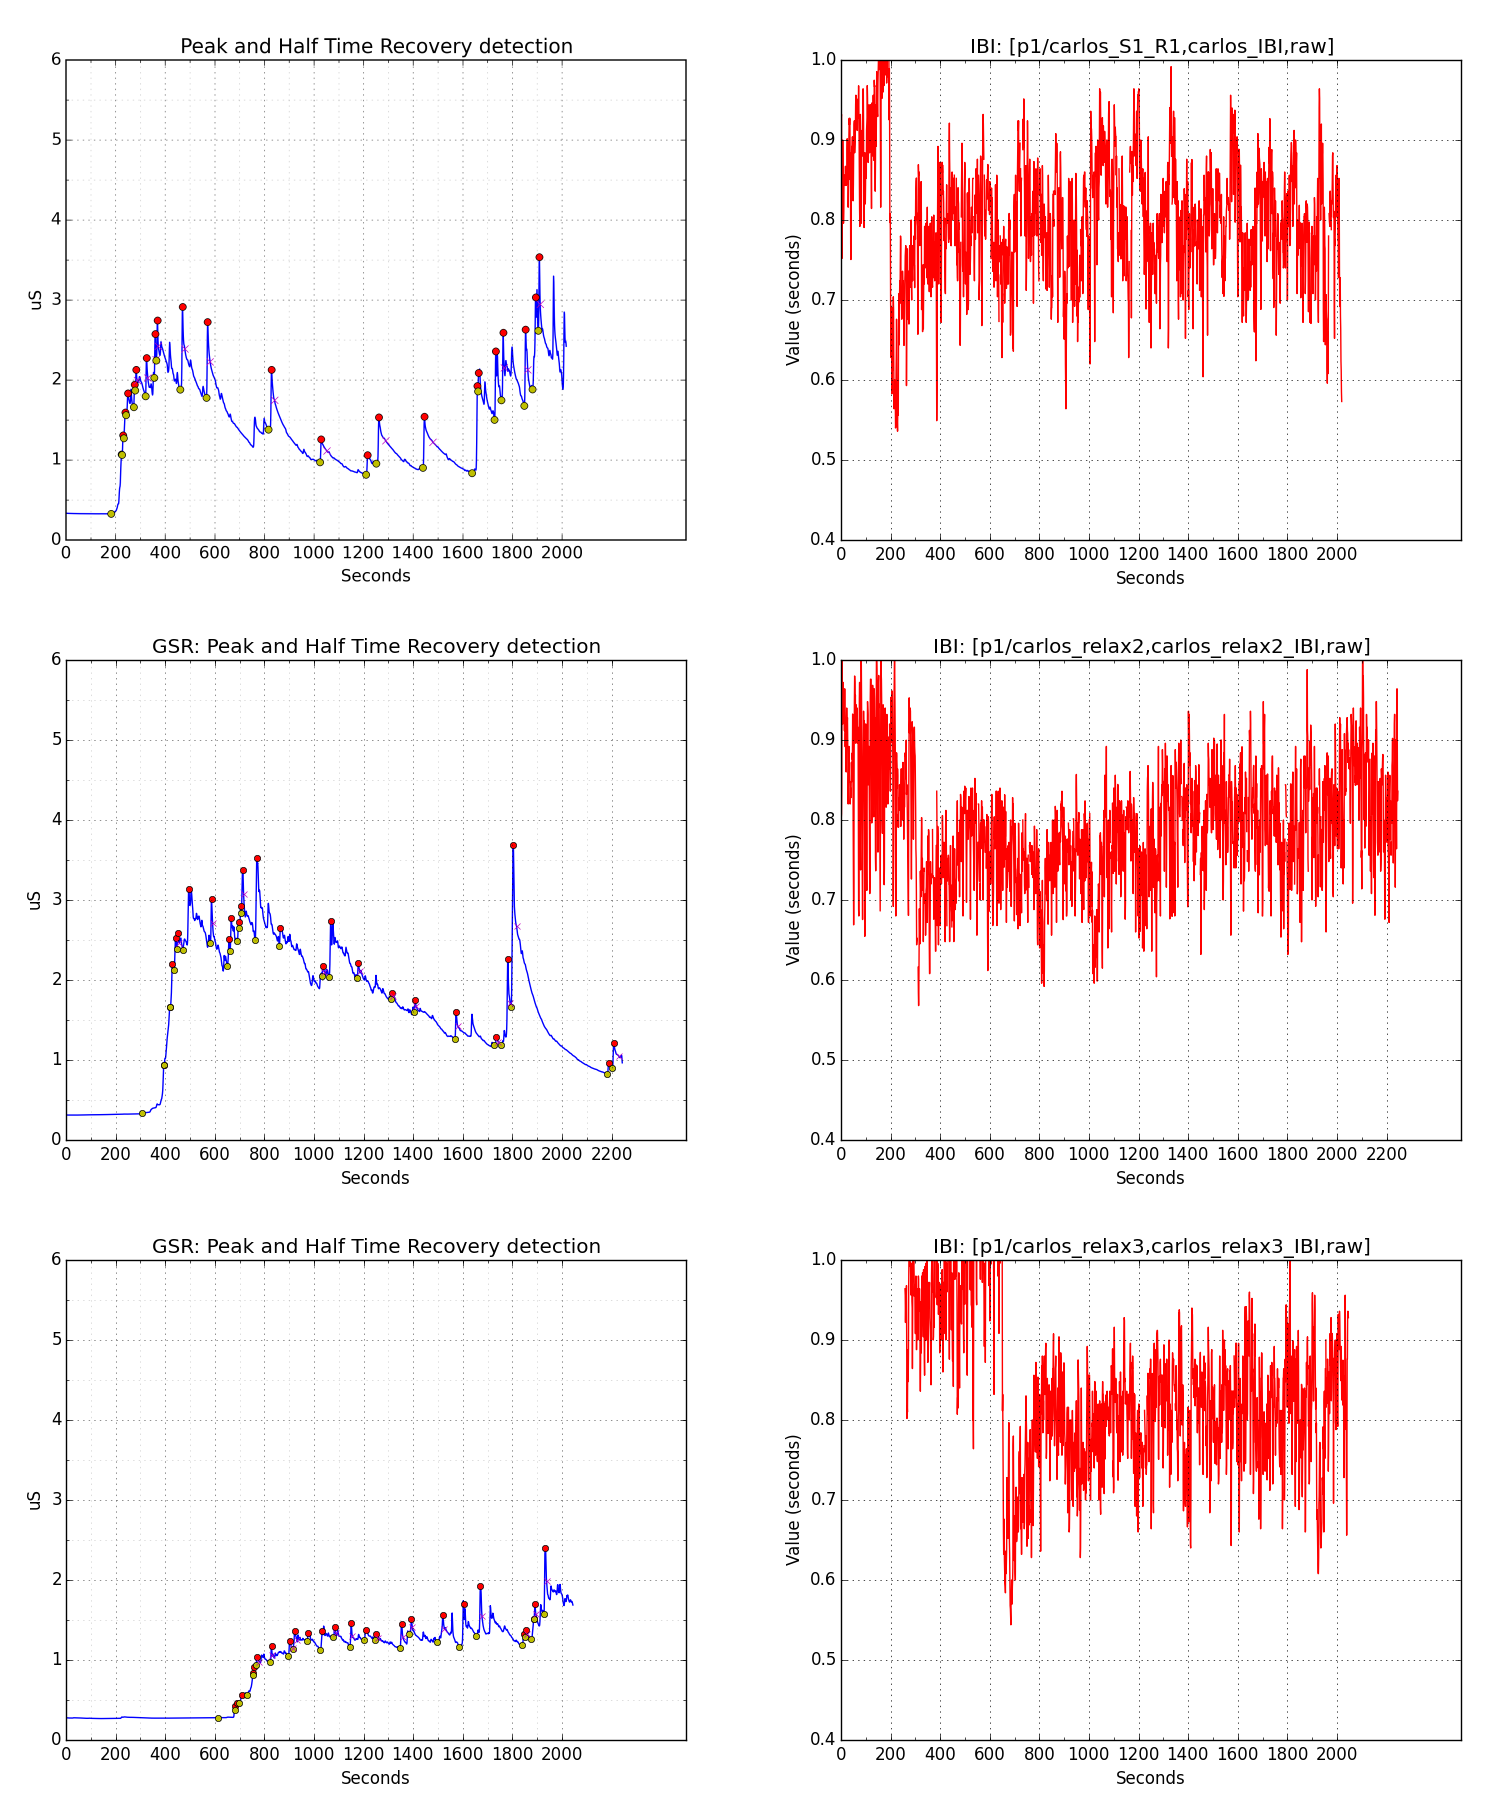 Peak and Half Time Recovery detection
6
5
4
3
2
1
0
uS
0 200 400 600 800 1000 1200 1400 1600 1800 2000
Seconds
IBI: [p1/carlos_S1_R1,carlos_IBI,raw]
1.0
0.9
0.8
0.7
0.6
0.5
0.4
Value (seconds)
0 200 400 600 800 1000 1200 1400 1600 1800 2000
Seconds
GSR: Peak and Half Time Recovery detection
6
5
4
3
2
1
0
uS
0 200 400 600 800 1000 1200 1400 1600 1800 2000 2200
Seconds
IBI: [p1/carlos_relax2,carlos_relax2_IBI,raw]
1.0
0.9
0.8
0.7
0.6
0.5
0.4
Value (seconds)
0 200 400 600 800 1000 1200 1400 1600 1800 2000 2200
Seconds
GSR: Peak and Half Time Recovery detection
6
5
4
3
2
1
0
uS
0 200 400 600 800 1000 1200 1400 1600 1800 2000
Seconds
IBI: [p1/carlos_relax3,carlos_relax3_IBI,raw]
1.0
0.9
0.8
0.7
0.6
0.5
0.4
Value (seconds)
0 200 400 600 800 1000 1200 1400 1600 1800 2000
Seconds